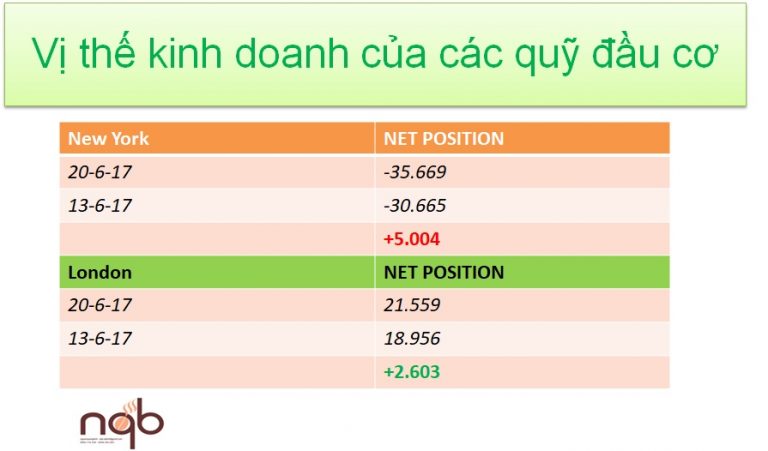 Vị thế kinh doanh của các quỹ đầu cơ
New York NET POSITION
20-6-17 -35.669
13-6-17 -30.665
+5.004
London NET POSITION
20-6-17 21.559
13-6-17 18.956
+2.603
nqb